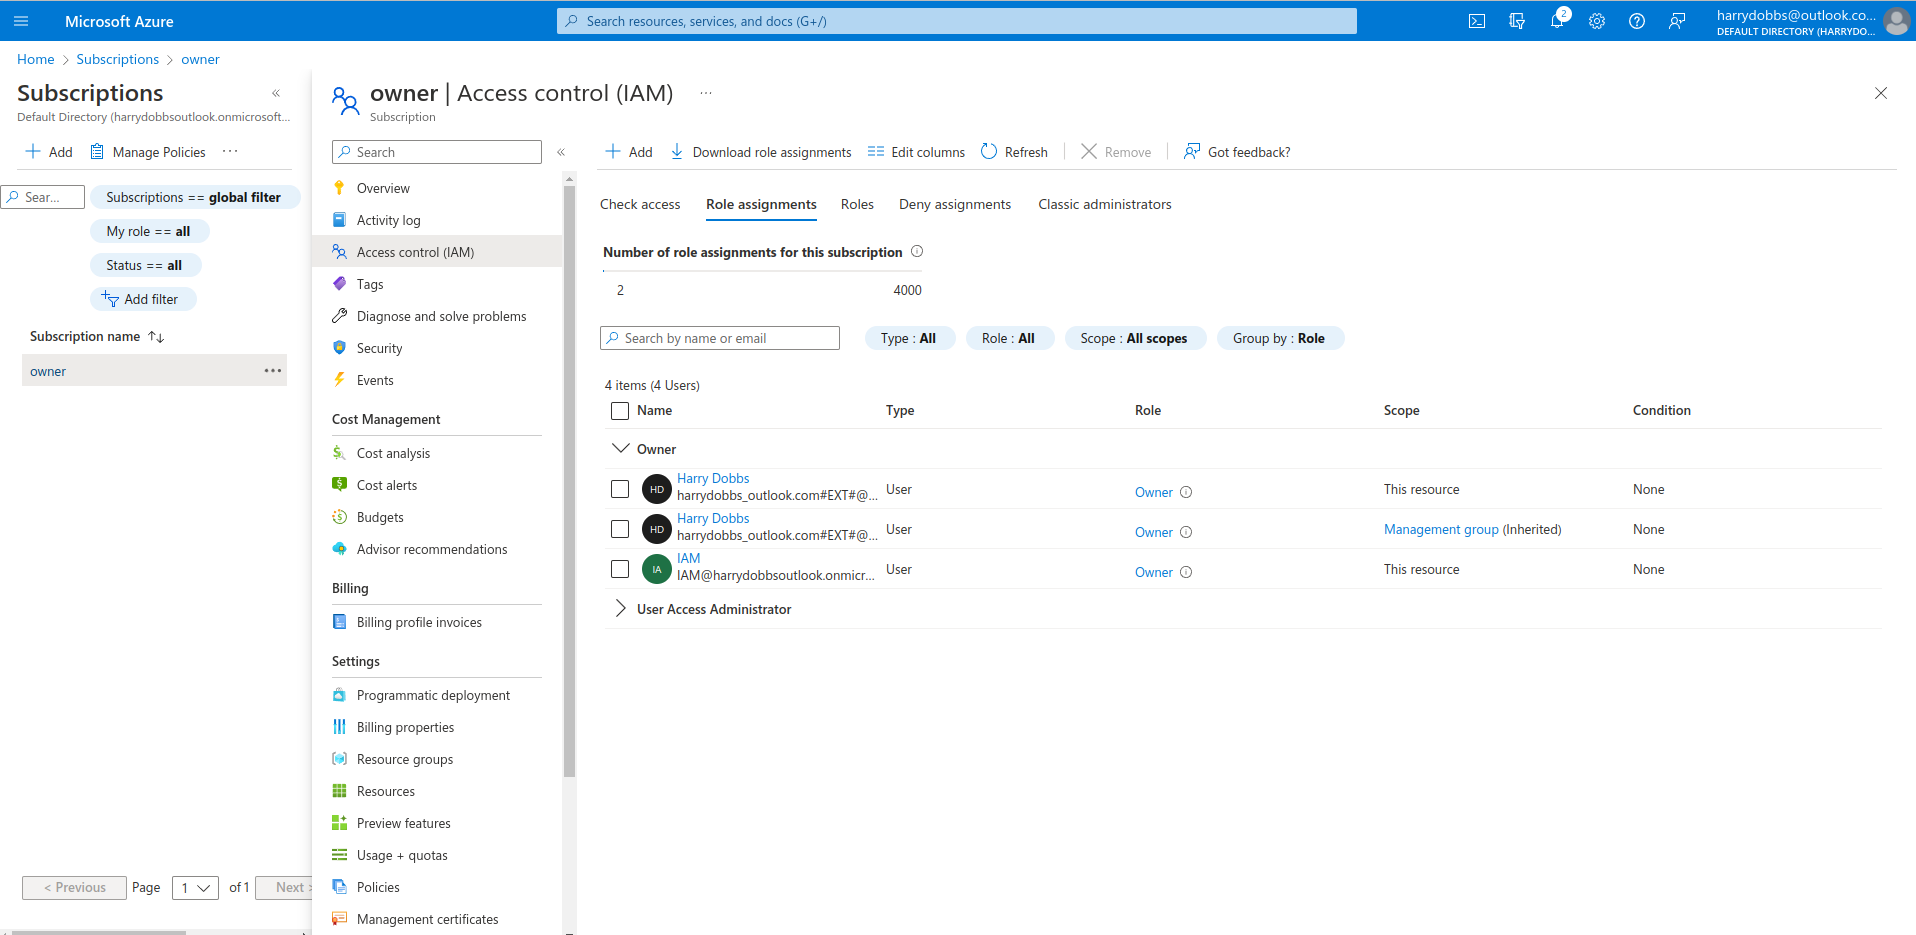 Microsoft Azure
Search resources, services, and docs (G+/)
2
harrydobbs@outlook.co...
DEFAULT DIRECTORY (HARRYDO...
Home > Subscriptions > owner
Subscriptions
Default Directory (harrydobbsoutlook.onmicrosoft...
Add
Manage Policies
Sear...
Subscriptions == global filter
My role == all
Status == all
Add filter
Subscription name
owner
< Previous
Page
1
of 1
Next >
owner | Access control (IAM)
Subscription
Search
Overview
Activity log
Access control (IAM)
Tags
Diagnose and solve problems
Security
Events
Cost Management
Cost analysis
Cost alerts
Budgets
Advisor recommendations
Billing
Billing profile invoices
Settings
Programmatic deployment
Billing properties
Resource groups
Resources
Preview features
Usage + quotas
Policies
Management certificates
Add
Download role assignments
Edit columns
Refresh
Remove
Got feedback?
Check access
Role assignments
Roles
Deny assignments
Classic administrators
Number of role assignments for this subscription
2
4000
Search by name or email
Type : All
Role : All
Scope : All scopes
Group by : Role
4 items (4 Users)
Name Type Role Scope Condition
Owner
HD
Harry Dobbs
harrydobbs_outlook.com#EXT#@...
User
Owner
This resource
None
HD
Harry Dobbs
harrydobbs_outlook.com#EXT#@...
User
Owner
Management group (Inherited)
None
IA
IAM
IAM@harrydobbsoutlook.onmicr...
User
Owner
This resource
None
User Access Administrator